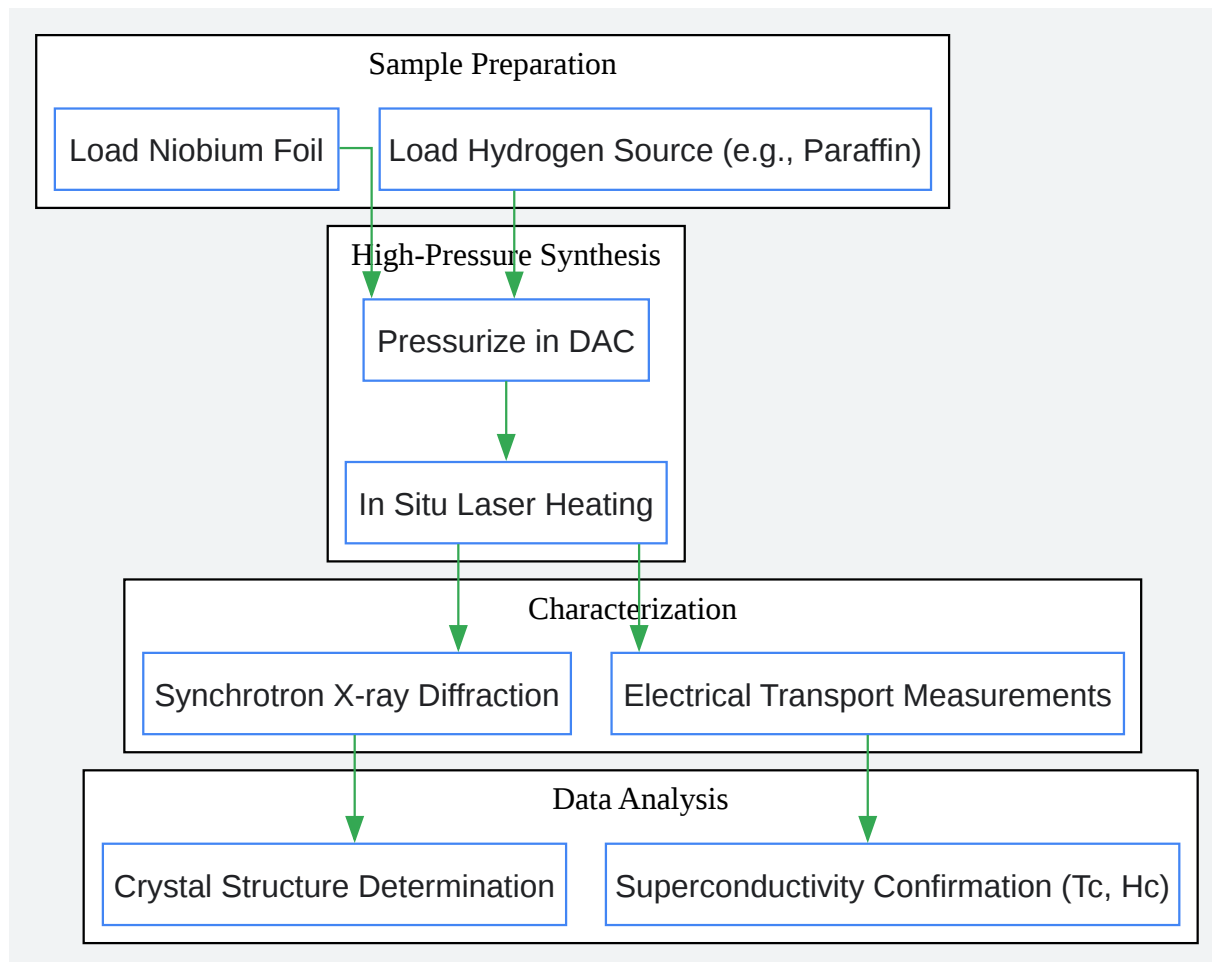 Sample Preparation
Load Niobium Foil
Load Hydrogen Source (e.g., Paraffin)
High-Pressure Synthesis
Pressurize in DAC
In Situ Laser Heating
Characterization
Synchrotron X-ray Diffraction
Electrical Transport Measurements
Data Analysis
Crystal Structure Determination
Superconductivity Confirmation (Tc, Hc)